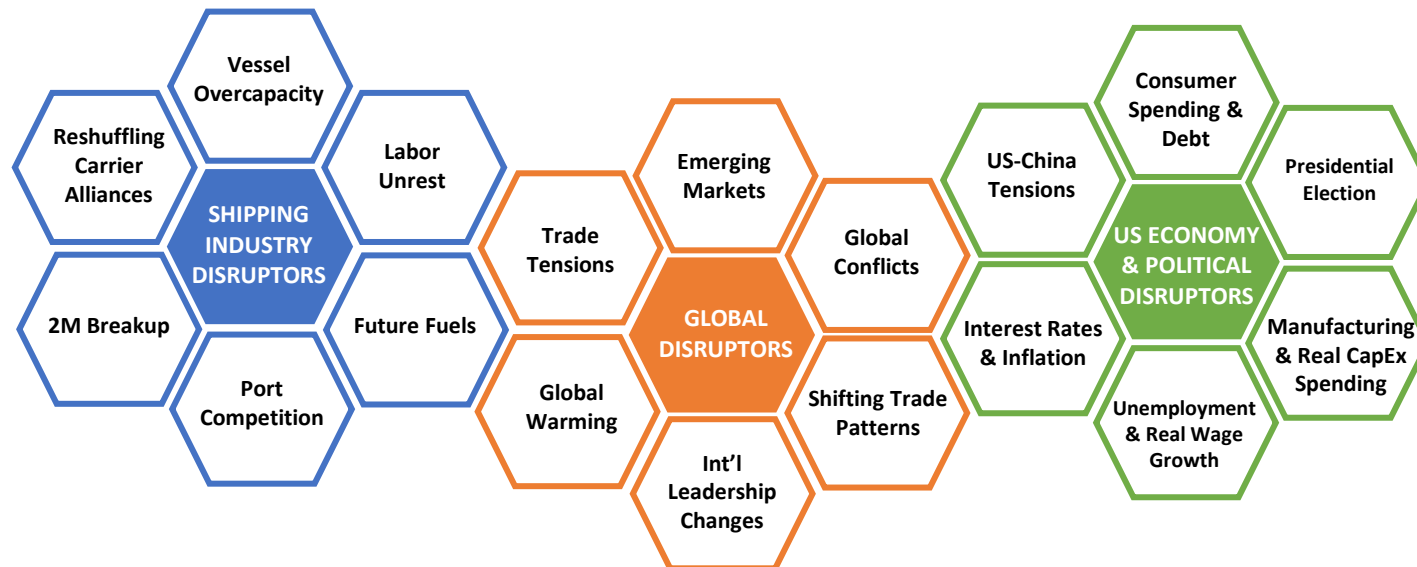 Vessel
Overcapacity
Reshuffling
Carrier
Alliances
Labor
Unrest
SHIPPING
INDUSTRY
DISRUPTORS
2M Breakup
Future Fuels
Port
Competition
Emerging
Markets
Trade
Tensions
Global
Conflicts
GLOBAL
DISRUPTORS
Global
Warming
Shifting Trade
Patterns
Int’l
Leadership
Changes
Consumer
Spending &
Debt
US-China
Tensions
Presidential
Election
US ECONOMY
& POLITICAL
DISRUPTORS
Interest Rates
& Inflation
Manufacturing
& Real CapEx
Spending
Unemployment
& Real Wage
Growth